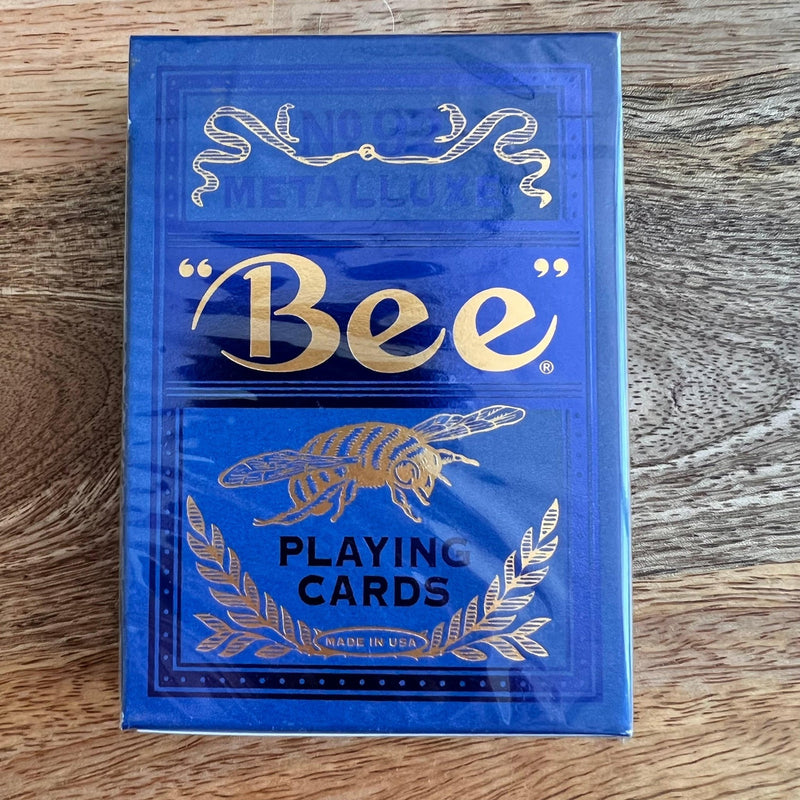 No. 92
METALLUXE
“Bee”®
PLAYING
CARDS
MADE IN USA